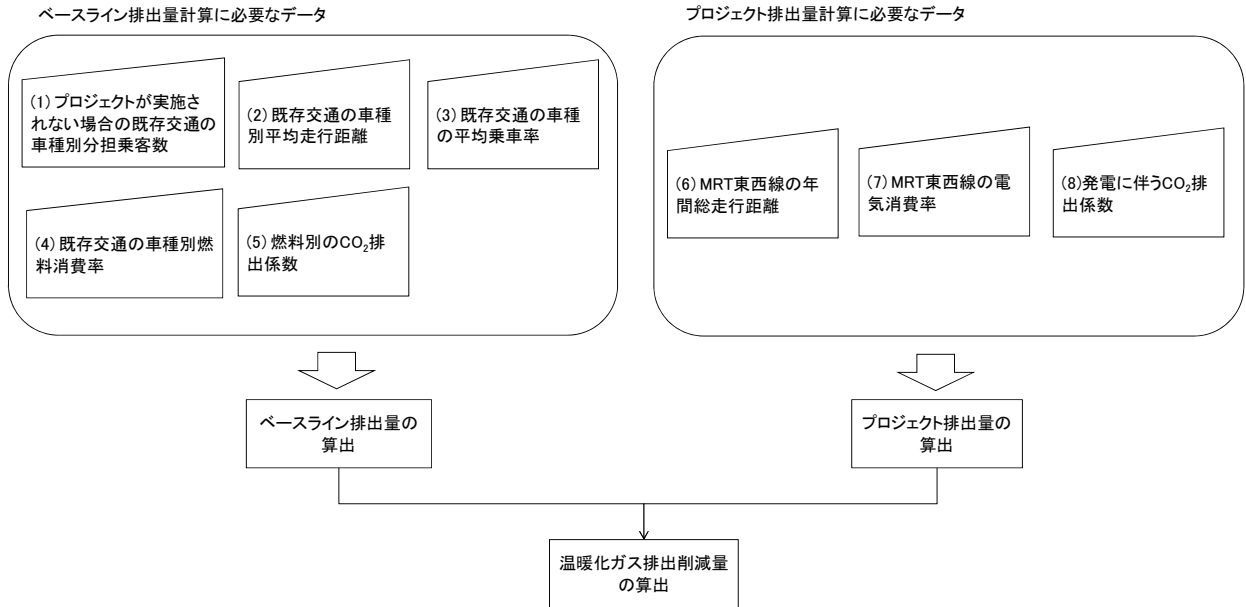 ベースライン排出量計算に必要なデータ
(1) プロジェクトが実施さ
れない場合の既存交通の
車種別分担乗客数
(2) 既存交通の車種
別平均走行距離
(3) 既存交通の車種
の平均乗車率
(4) 既存交通の車種別燃
料消費率
(5) 燃料別のCO₂排
出係数
プロジェクト排出量計算に必要なデータ
(6) MRT東西線の年
間総走行距離
(7) MRT東西線の電
気消費率
(8) 発電に伴うCO₂排
出係数
ベースライン排出量の
算出
プロジェクト排出量の
算出
温暖化ガス排出削減量
の算出